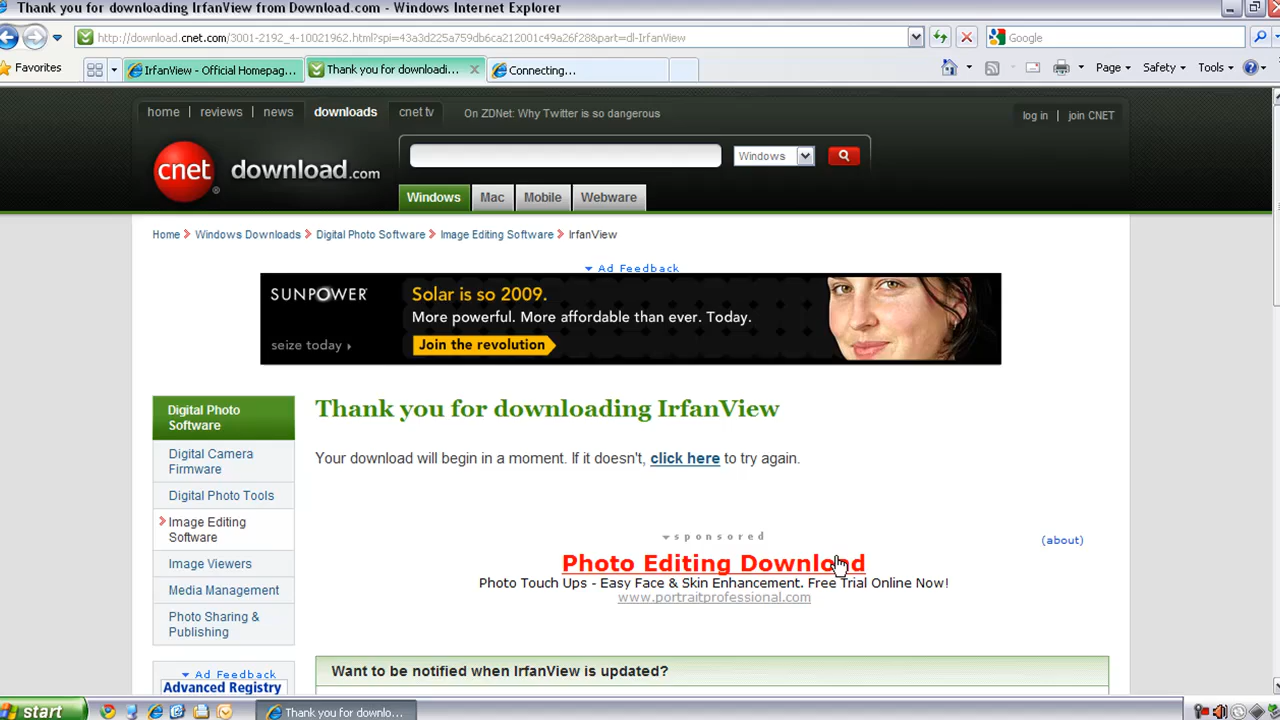 Thank you for downloading IrfanView from Download.com - Windows Internet Explorer
http://download.cnet.com/3001-2192_4-10021962.html?spi=43a3d225a759db6ca212001c49a26f28&part=dl-IrfanView
Google
Favorites
IrfanView - Official Homepag...
Thank you for downloadi...
Connecting...
Page
Safety
Tools
home | reviews | news
downloads
cnet tv
On ZDNet: Why Twitter is so dangerous
log in | join CNET
cnet download.com
Windows
Windows
Mac
Mobile
Webware
Home
Windows Downloads
Digital Photo Software
Image Editing Software
IrfanView
Ad Feedback
SUNPOWER
seize today
Solar is so 2009.
More powerful. More affordable than ever. Today.
Join the revolution
Digital Photo
Software
Digital Camera
Firmware
Digital Photo Tools
Image Editing
Software
Image Viewers
Media Management
Photo Sharing &
Publishing
Ad Feedback
Advanced Registry
Thank you for downloading IrfanView
Your download will begin in a moment. If it doesn't, click here to try again.
sponsored
(about)
Photo Editing Download
Photo Touch Ups - Easy Face & Skin Enhancement. Free Trial Online Now!
www.portraitprofessional.com
Want to be notified when IrfanView is updated?
start
Thank you for downlo...